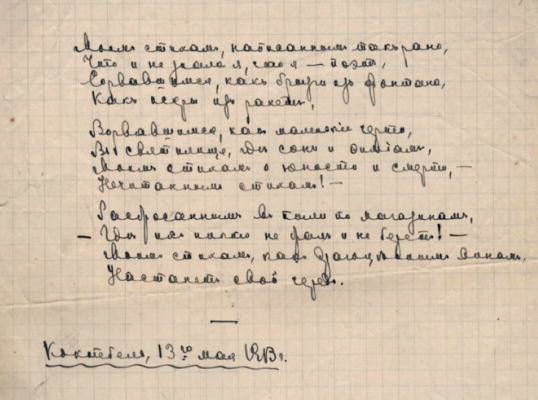 Моимъ стихамъ, написаннымъ такъ рано,
Что и не знала я, что я — поэтъ,
Сорвавшимся, какъ брызги изъ фонтана,
Какъ искры изъ ракетъ,
Ворвавшимся, какъ маленькіе черти,
Въ святилище, гдѣ сонъ и ѳиміамъ,
Моимъ стихамъ о юности и смерти, —
Нечитаннымъ стихамъ! —
Разбросаннымъ въ пыли по магазинамъ,
— Гдѣ ихъ никто не бралъ и не беретъ! —
Моимъ стихамъ, какъ драгоцѣннымъ винамъ,
Настанетъ свой чередъ.
Коктебель, 13го мая 1913 г.